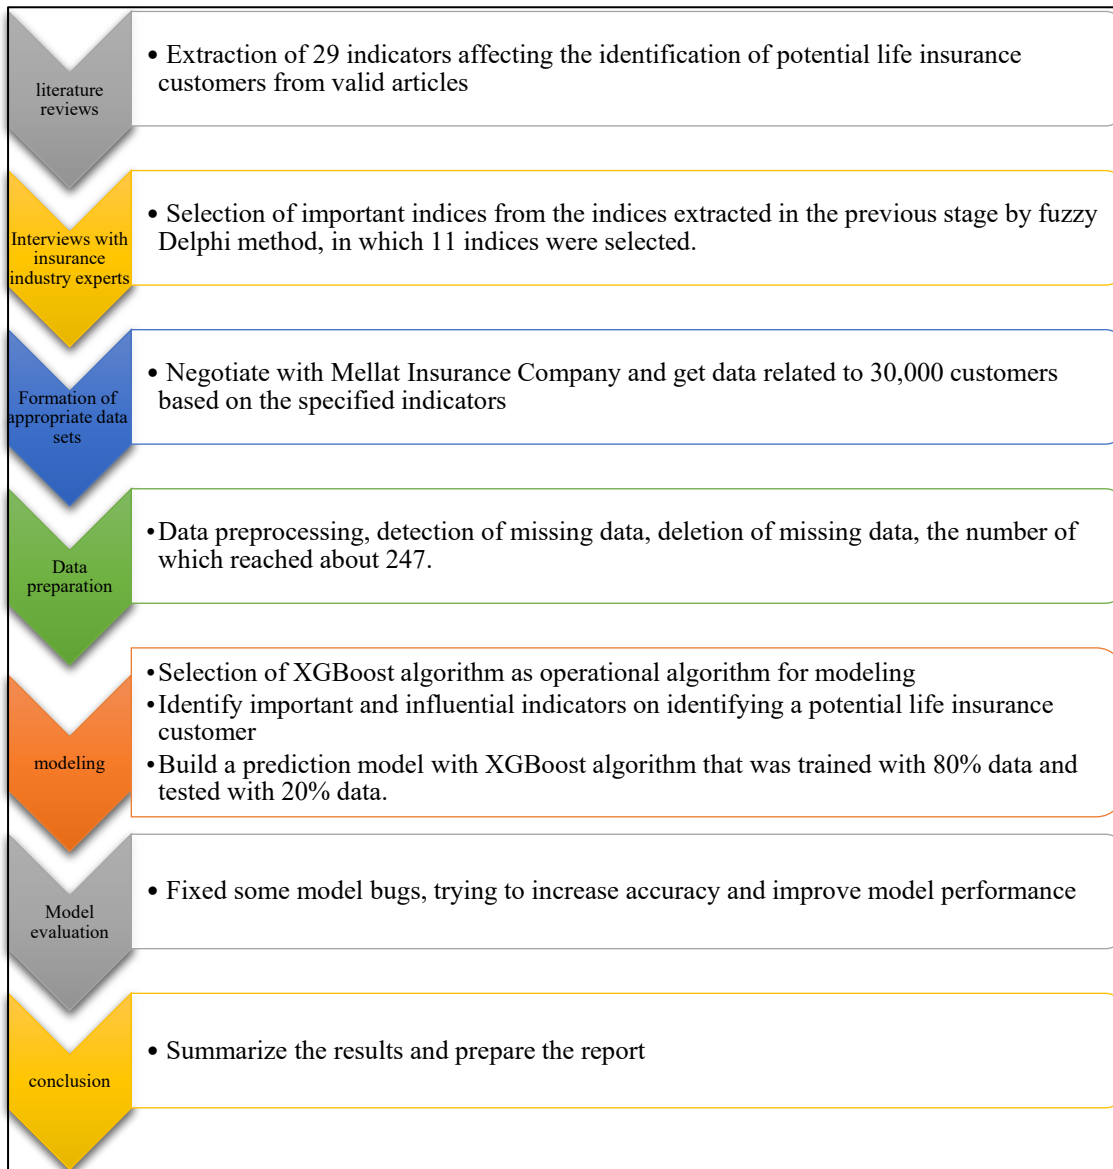 literature
reviews
• Extraction of 29 indicators affecting the identification of potential life insurance
customers from valid articles
Interviews with
insurance
industry experts
• Selection of important indices from the indices extracted in the previous stage by fuzzy
Delphi method, in which 11 indices were selected.
Formation of
appropriate data
sets
• Negotiate with Mellat Insurance Company and get data related to 30,000 customers
based on the specified indicators
Data
preparation
•Data preprocessing, detection of missing data, deletion of missing data, the number of
which reached about 247.
modeling
•Selection of XGBoost algorithm as operational algorithm for modeling
•Identify important and influential indicators on identifying a potential life insurance
customer
•Build a prediction model with XGBoost algorithm that was trained with 80% data and
tested with 20% data.
Model
evaluation
• Fixed some model bugs, trying to increase accuracy and improve model performance
conclusion
• Summarize the results and prepare the report